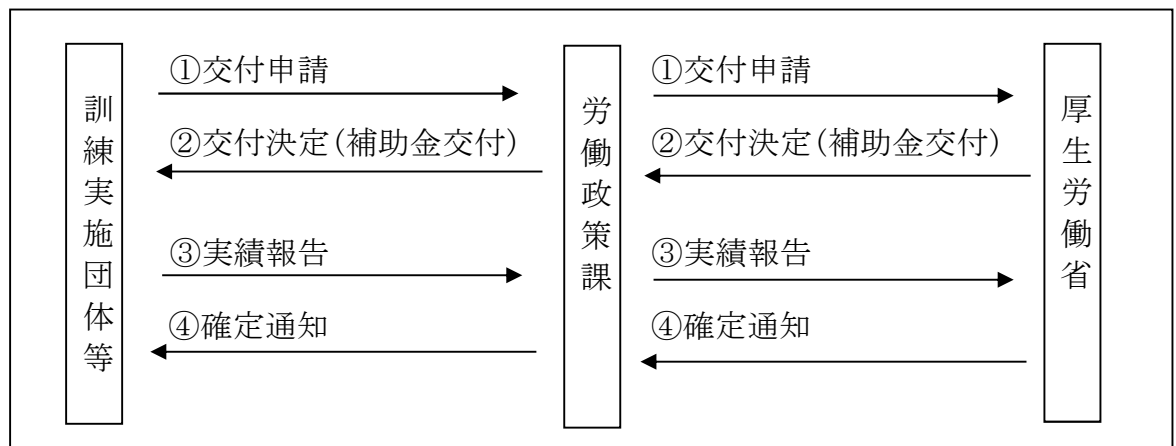 訓練実施団体等
①交付申請
②交付決定(補助金交付)
③実績報告
④確定通知
労働政策課
①交付申請
②交付決定(補助金交付)
③実績報告
④確定通知
厚生労働省